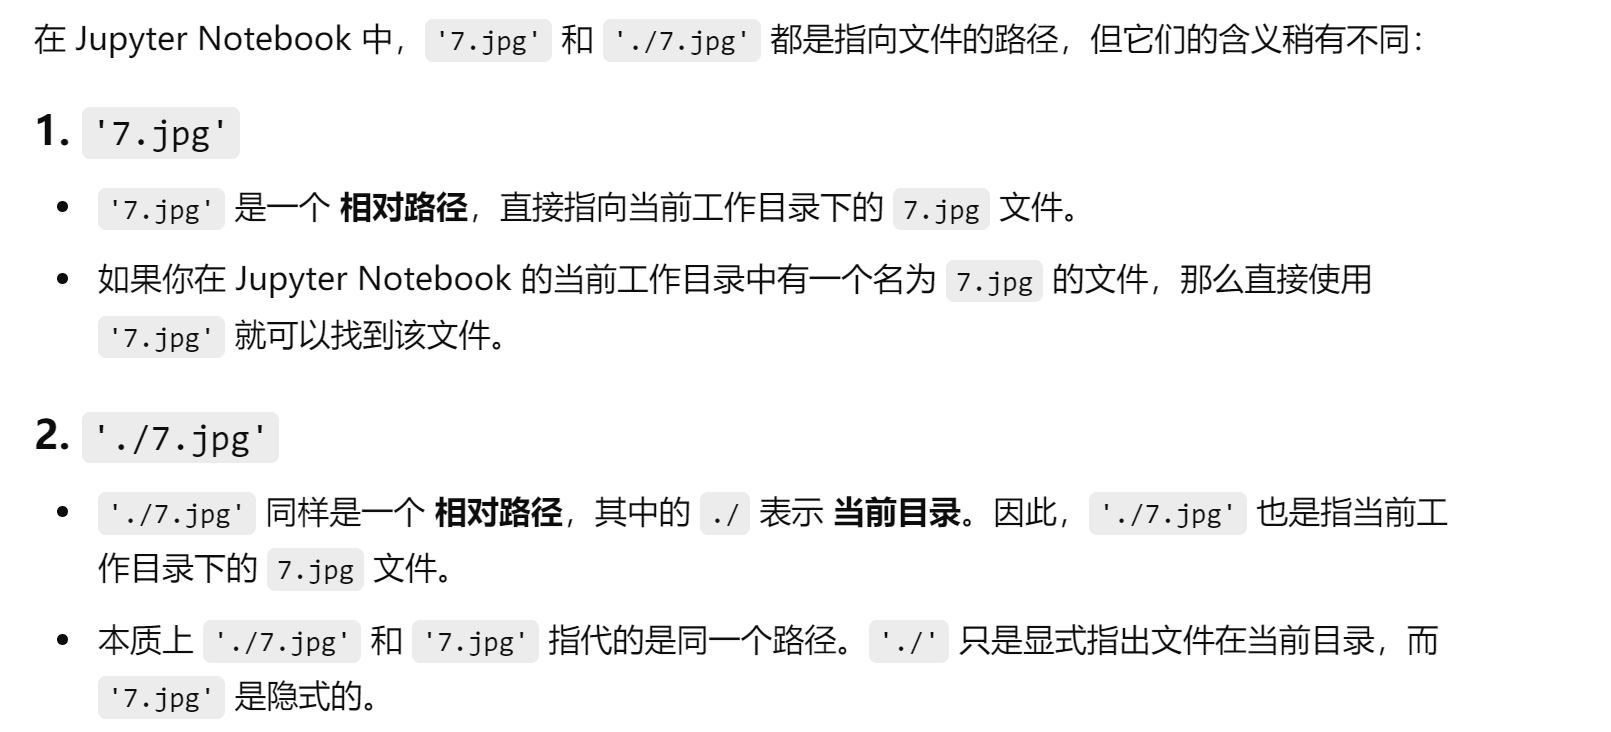 在 Jupyter Notebook 中，'7.jpg' 和 './7.jpg' 都是指向文件的路径，但它们的含义稍有不同：
1. '7.jpg'
• '7.jpg' 是一个 相对路径，直接指向当前工作目录下的 7.jpg 文件。
• 如果你在 Jupyter Notebook 的当前工作目录中有一个名为 7.jpg 的文件，那么直接使用
'7.jpg' 就可以找到该文件。
2. './7.jpg'
• './7.jpg' 同样是一个 相对路径，其中的 ./ 表示 当前目录。因此，'./7.jpg' 也是指当前工
作目录下的 7.jpg 文件。
• 本质上 './7.jpg' 和 '7.jpg' 指代的是同一个路径。'./' 只是显式指出文件在当前目录，而
'7.jpg' 是隐式的。